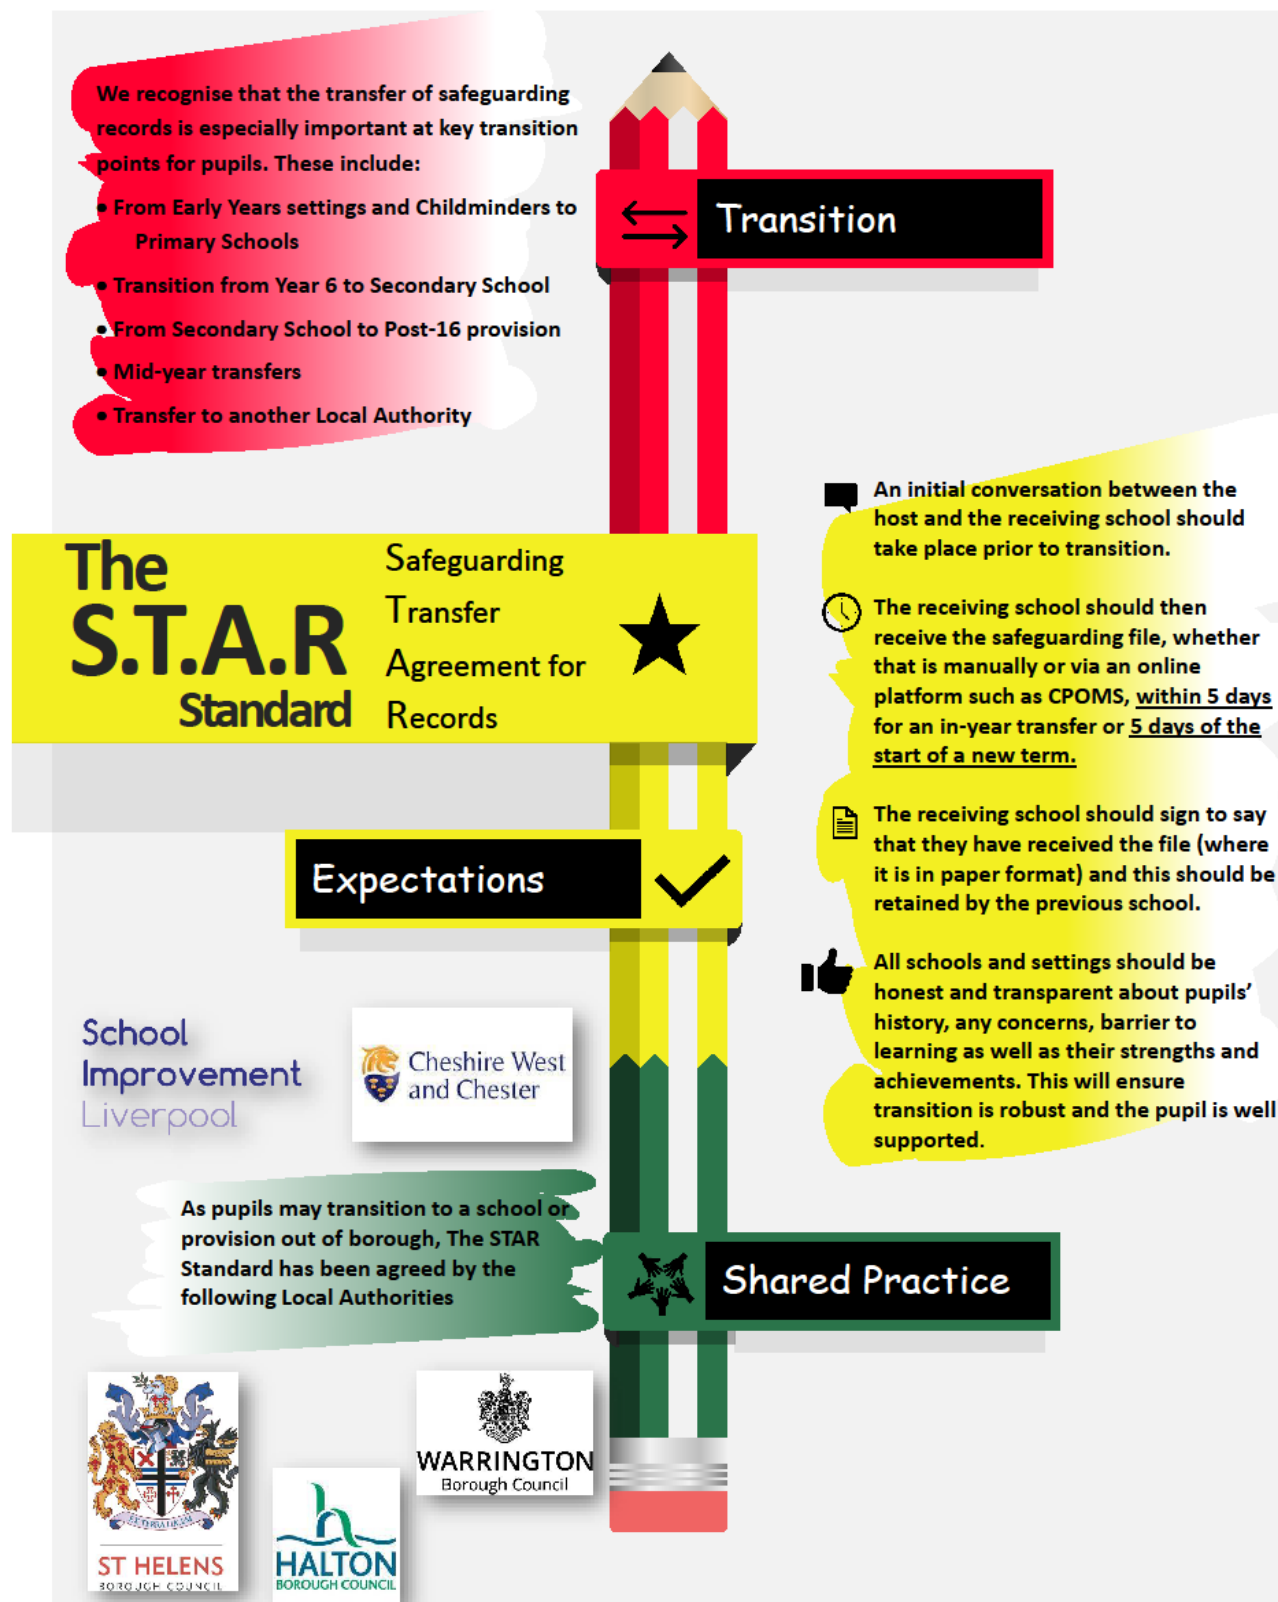 We recognise that the transfer of safeguarding
records is especially important at key transition
points for pupils. These include:
• From Early Years settings and Childminders to
Primary Schools
• Transition from Year 6 to Secondary School
• From Secondary School to Post-16 provision
• Mid-year transfers
• Transfer to another Local Authority
Transition
The
S.T.A.R
Standard
Safeguarding
Transfer
Agreement for
Records
An initial conversation between the
host and the receiving school should
take place prior to transition.
The receiving school should then
receive the safeguarding file, whether
that is manually or via an online
platform such as CPOMS, within 5 days
for an in-year transfer or 5 days of the
start of a new term.
The receiving school should sign to say
that they have received the file (where
it is in paper format) and this should be
retained by the previous school.
All schools and settings should be
honest and transparent about pupils’
history, any concerns, barrier to
learning as well as their strengths and
achievements. This will ensure
transition is robust and the pupil is well
supported.
Expectations
School
Improvement
Liverpool
Cheshire West
and Chester
As pupils may transition to a school or
provision out of borough, The STAR
Standard has been agreed by the
following Local Authorities
Shared Practice
ST HELENS
BOROUGH COUNCIL
HALTON
BOROUGH COUNCIL
WARRINGTON
Borough Council